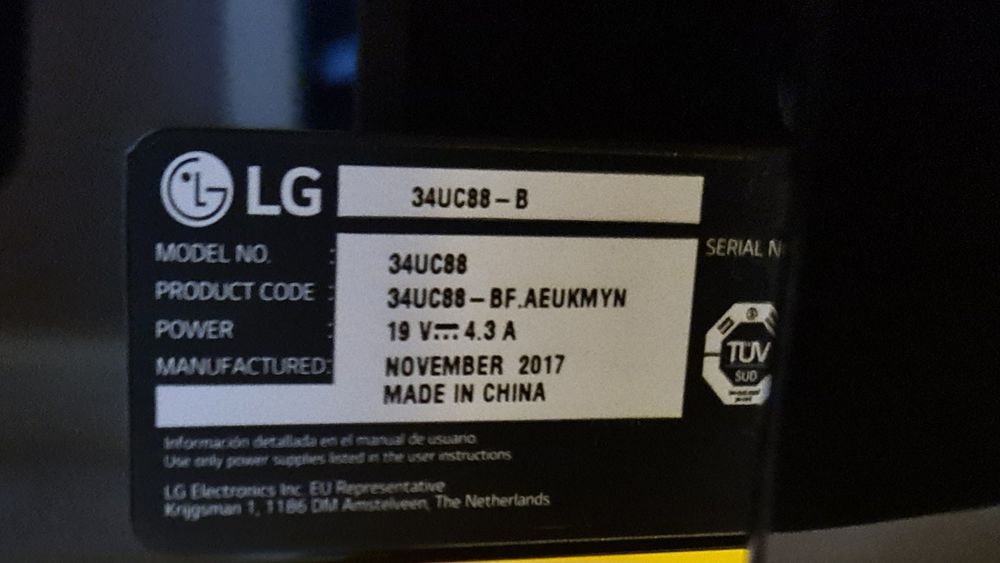 LG 34UC88-B
MODEL NO. : 34UC88
SERIAL N
PRODUCT CODE : 34UC88-BF.AEUKMYN
POWER : 19 V⎓4.3 A
MANUFACTURED: NOVEMBER 2017
MADE IN CHINA
TÜV
SÜD
Información detallada en el manual de usuario
Use only power supplies listed in the user instructions
LG Electronics Inc. EU Representative
Krijgsman 1, 1186 DM Amstelveen, The Netherlands